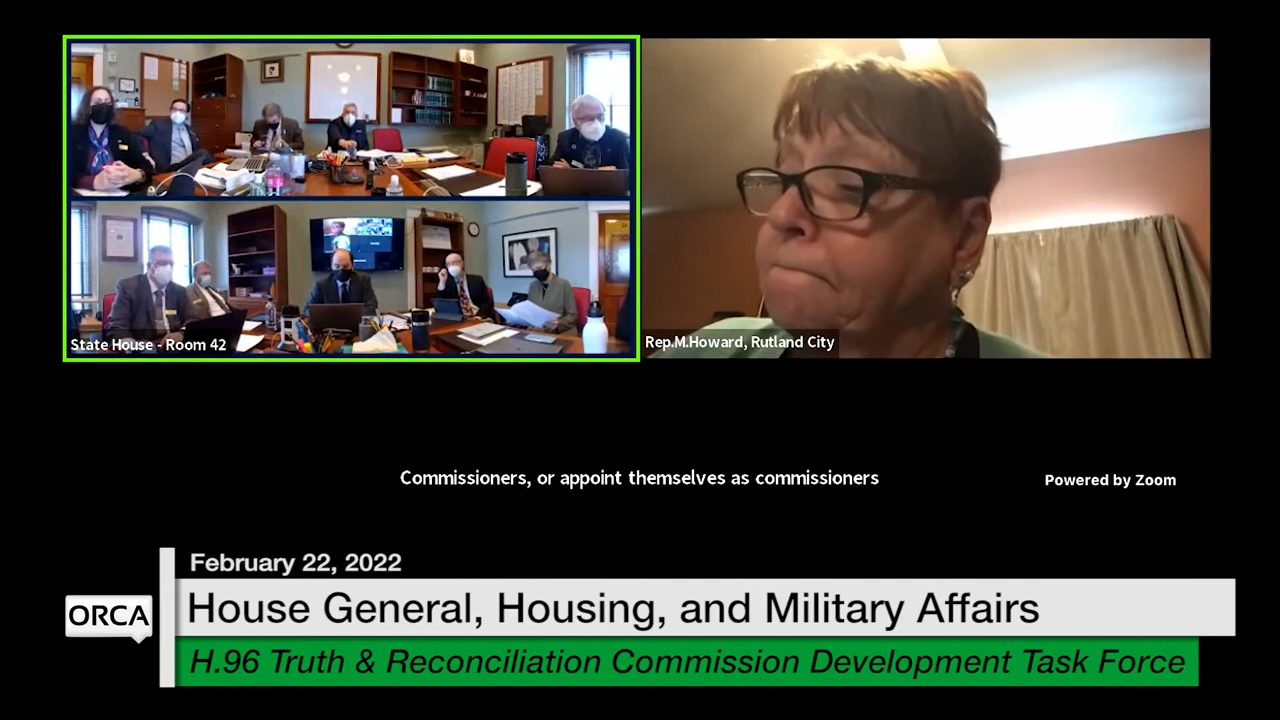 State House - Room 42
Rep.M.Howard, Rutland City
Commissioners, or appoint themselves as commissioners
Powered by Zoom
February 22, 2022
ORCA
House General, Housing, and Military Affairs
H.96 Truth & Reconciliation Commission Development Task Force